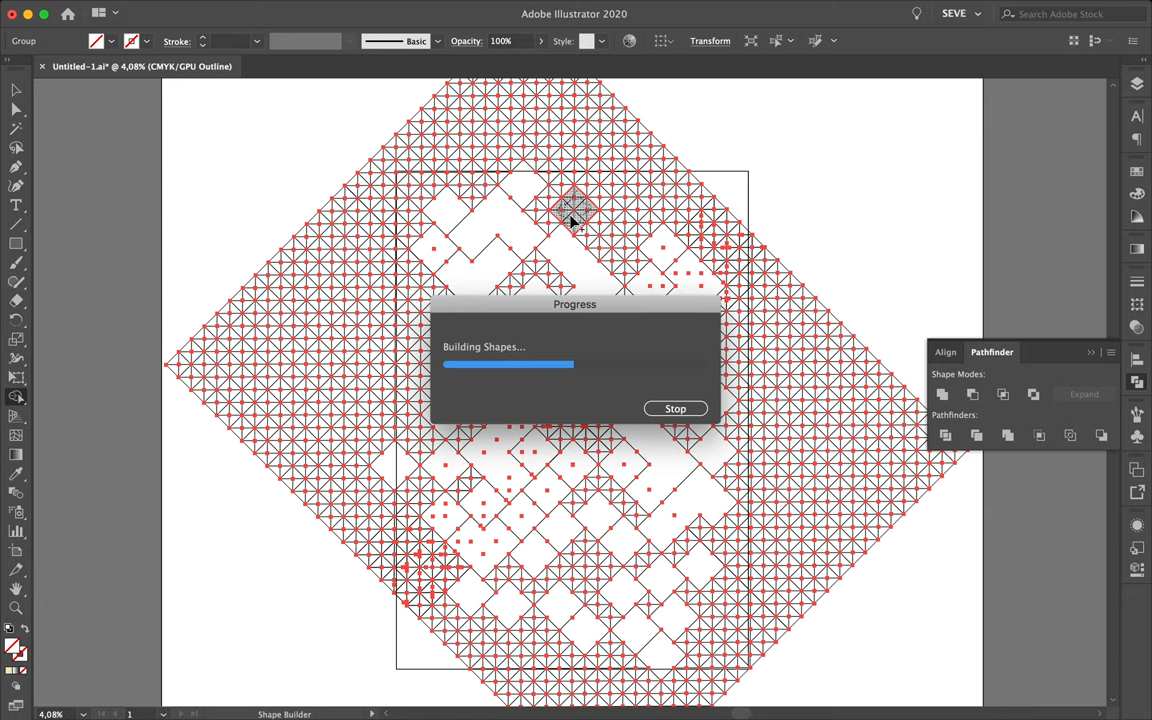 Adobe Illustrator 2020
SEVE
Search Adobe Stock
Group
Stroke:
Basic
Opacity:
100%
Style:
Transform
Untitled-1.ai* @ 4,08% (CMYK/GPU Outline)
Progress
Building Shapes...
Stop
Align
Pathfinder
Shape Modes:
Expand
Pathfinders:
4,08%
1
Shape Builder